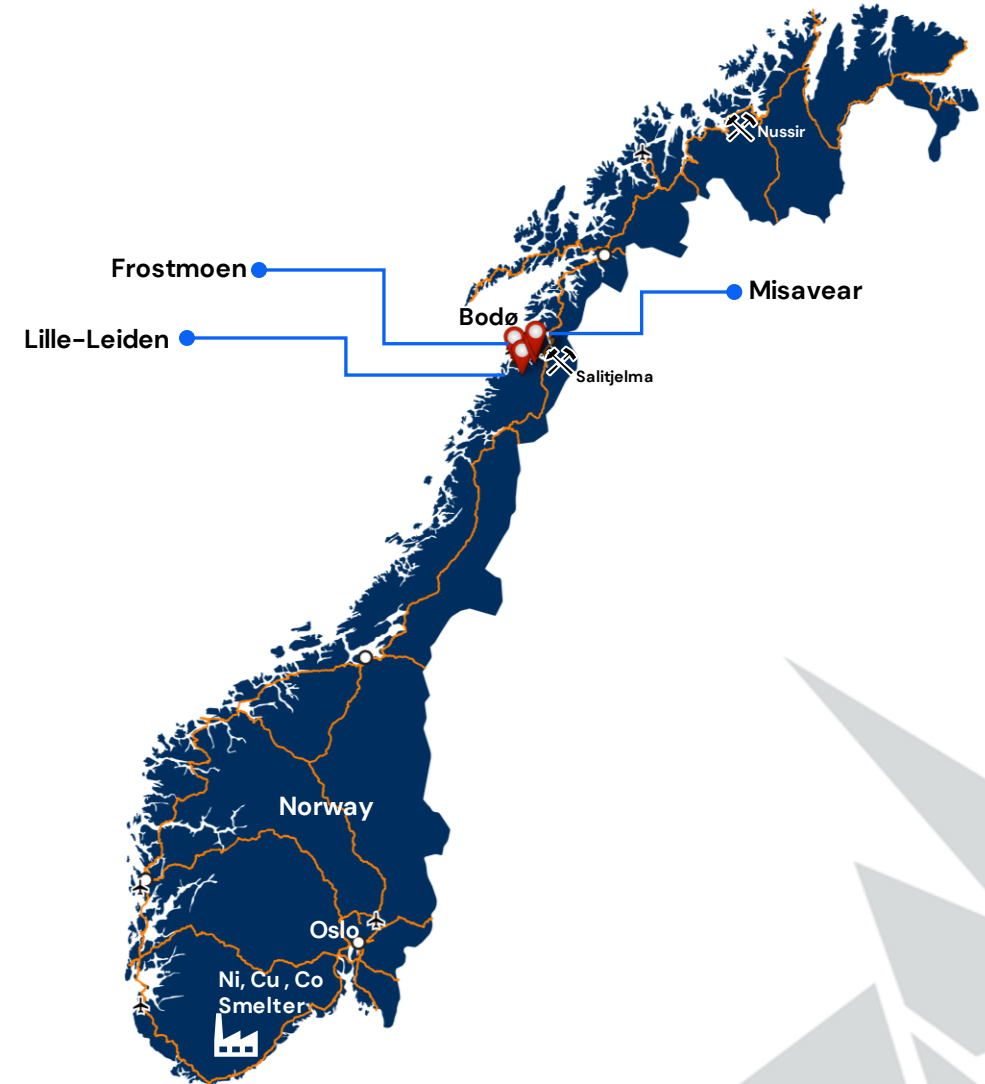 Nussir
Frostmoen
Misavear
Bodø
Lille-Leiden
Salitjelma
Norway
Oslo
Ni, Cu , Co
Smelter